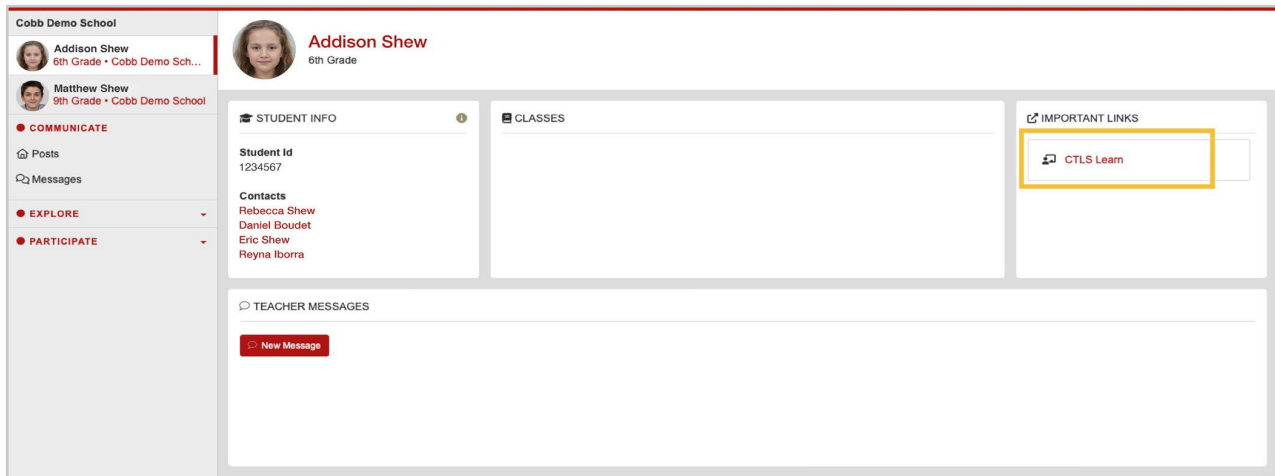 Cobb Demo School
Addison Shew
6th Grade • Cobb Demo Sch...
Matthew Shew
9th Grade • Cobb Demo School
COMMUNICATE
Posts
Messages
EXPLORE
PARTICIPATE
Addison Shew
6th Grade
STUDENT INFO
Student Id
1234567
Contacts
Rebecca Shew
Daniel Boudet
Eric Shew
Reyna Iborra
CLASSES
IMPORTANT LINKS
CTLS Learn
TEACHER MESSAGES
New Message